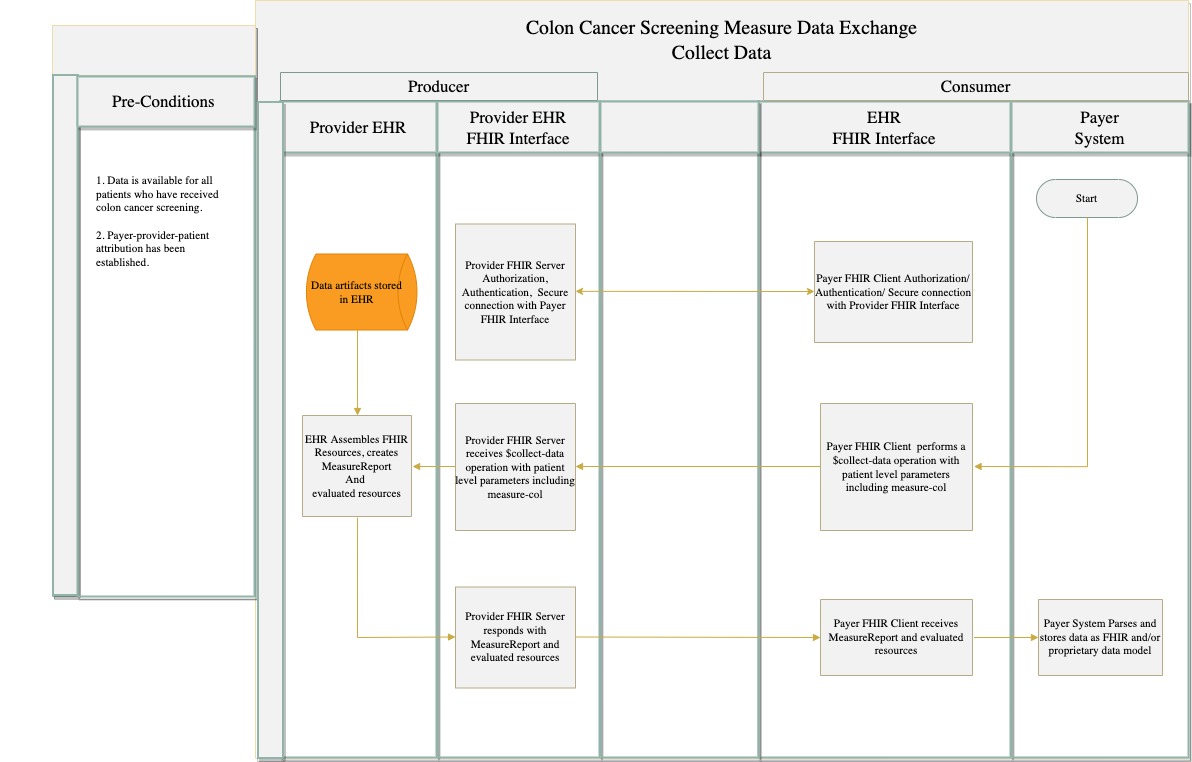 Colon Cancer Screening Measure Data Exchange
Collect Data
Pre-Conditions
1. Data is available for all
patients who have received
colon cancer screening.
2. Payer-provider-patient
attribution has been
established.
Producer
Consumer
Provider EHR
Provider EHR
FHIR Interface
EHR
FHIR Interface
Payer
System
Start
Data artifacts stored
in EHR
Provider FHIR Server
Authorization,
Authentication,  Secure
connection with Payer
FHIR Interface
Payer FHIR Client Authorization/
Authentication/ Secure connection
with Provider FHIR Interface
EHR Assembles FHIR
Resources, creates
MeasureReport
And
evaluated resources
Provider FHIR Server
receives $collect-data
operation with patient
level parameters including
measure-col
Payer FHIR Client  performs a
$collect-data operation with
patient level parameters
including measure-col
Provider FHIR Server
responds with
MeasureReport and
evaluated resources
Payer FHIR Client receives
MeasureReport and evaluated
resources
Payer System Parses and
stores data as FHIR and/or
proprietary data model